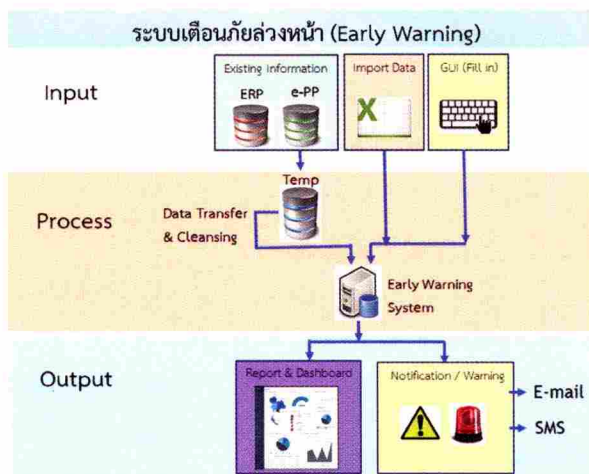 ระบบเตือนภัยล่วงหน้า (Early Warning)
Input
Existing Information
ERP
e-PP
Import Data
GUI (Fill in)
Process
Temp
Data Transfer
& Cleansing
Early Warning
System
Output
Report & Dashboard
Notification / Warning
E-mail
SMS